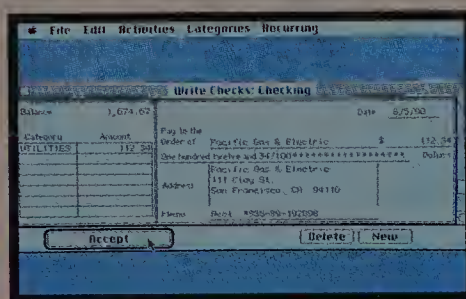 File Edit Activities Categories Recurring
Write Checks: Checking
Balance 1,674.67
Date 6/5/90
Category Amount
UTILITIES 112 34
Pay to the
Order of Pacific Gas & Electric $ 112 34
One hundred twelve and 34/100 Dollars
Address
Pacific Gas & Electric
111 Clay St.
San Francisco, CA 94110
Memo
Accept
Delete
New